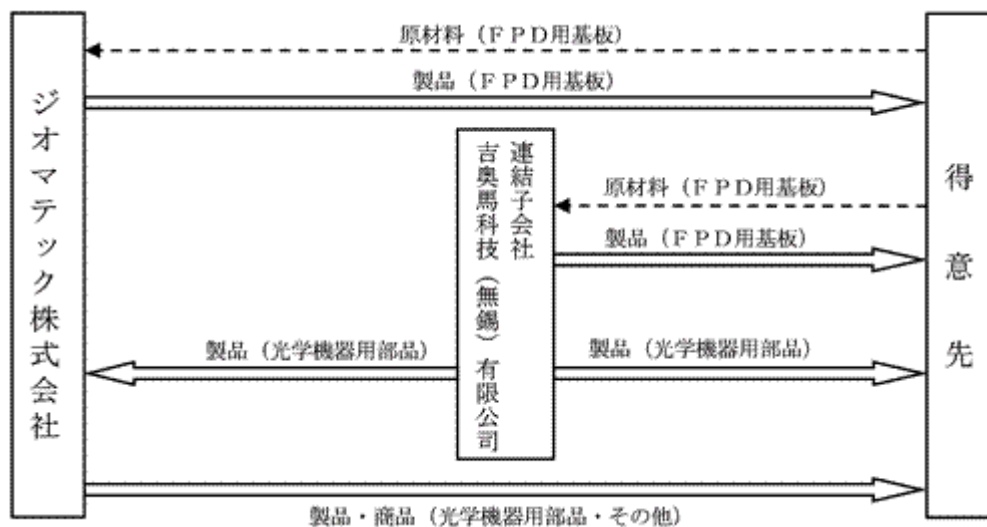 原材料(FPD用基板)
製品(FPD用基板)
ジオマテック株式会社
連結子会社
吉奥馬科技(無錫)有限公司
得意先
原材料(FPD用基板)
製品(FPD用基板)
製品(光学機器用部品)
製品(光学機器用部品)
製品・商品(光学機器用部品・その他)